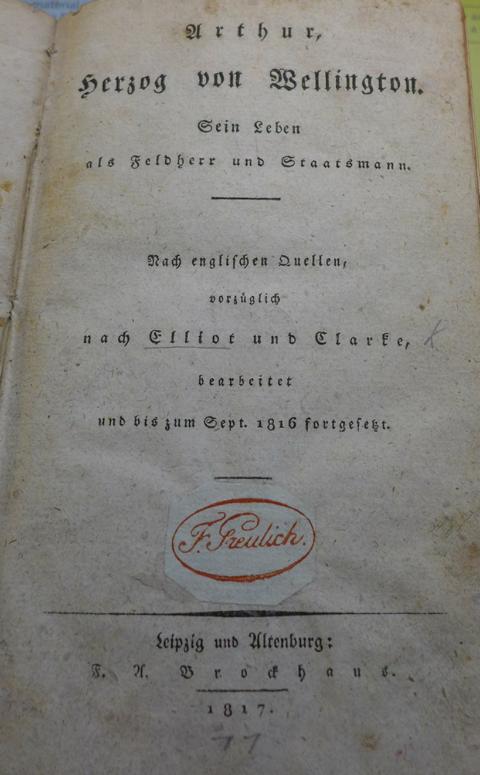 Arthur,
Herzog von Wellington.
Sein Leben
als Feldherr und Staatsmann.
Nach englischen Quellen,
vorzüglich
nach Elliot und Clarke,
bearbeitet
und bis zum Sept. 1816 fortgesetzt.
F. Greulich.
Leipzig und Altenburg:
F. A. Brockhaus.
1817.